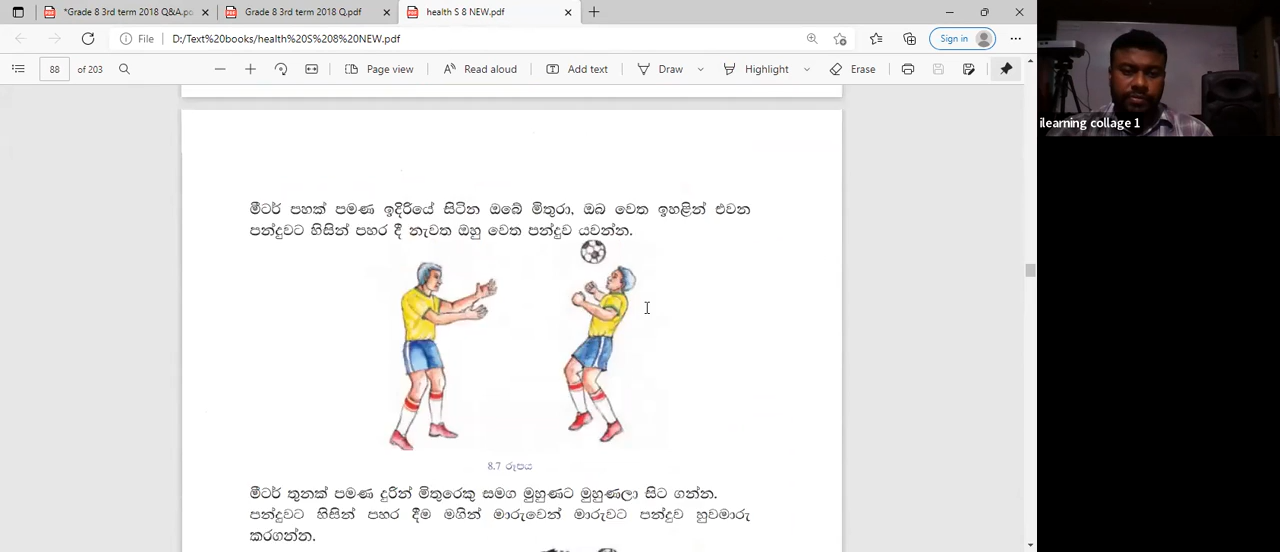 *Grade 8 3rd term 2018 Q&A.po
Grade 8 3rd term 2018 Q.pdf
health S 8 NEW.pdf
File
D:/Text%20books/health%20S%208%20NEW.pdf
Sign in
88 of 203
Page view
Read aloud
Add text
Draw
Highlight
Erase
ilearning collage 1
මීටර් පහක් පමණ ඉදිරියේ සිටින ඔබේ මිතුරා, ඔබ වෙත ඉහළින් එවන
පන්දුවට හිසින් පහර දී නැවත ඔහු වෙත පන්දුව යවන්න.
8.7 රූපය
මීටර් තුනක් පමණ දුරින් මිතුරෙකු සමග මුහුණට මුහුණලා සිට ගන්න.
පන්දුවට හිසින් පහර දීම මගින් මාරුවෙන් මාරුවට පන්දුව හුවමාරු
කරගන්න.